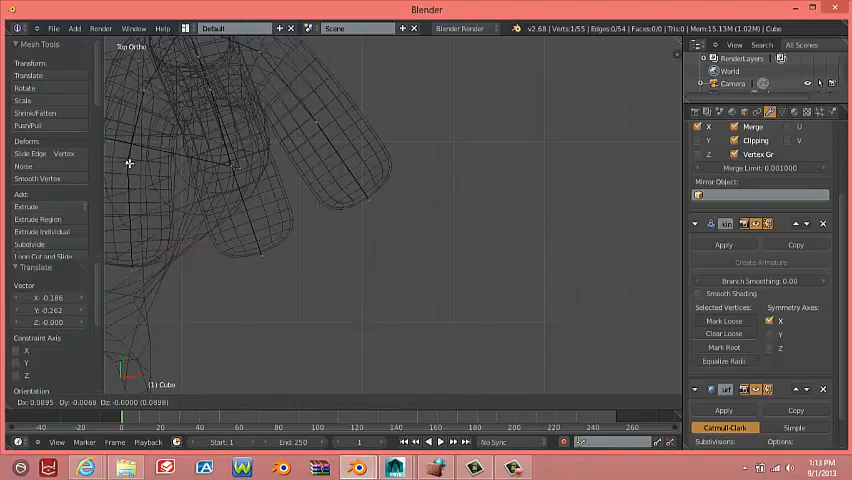 Blender
File
Add
Render
Window
Help
Default
Scene
Blender Render
v2.68 | Verts:1/55 | Edges:0/54 | Faces:0/0 | Tris:0 | Mem:15.13M (1.02M) | Cube
Mesh Tools
Transform:
Translate
Rotate
Scale
Shrink/Fatten
Push/Pull
Deform:
Slide Edge
Vertex
Noise
Smooth Vertex
Add:
Extrude
Extrude Region
Extrude Individual
Subdivide
Loop Cut and Slide
Translate
Vector
X: -0.186
Y: -0.262
Z: -0.000
Constraint Axis
X
Y
Z
Orientation
Top Ortho
(1) Cube
Dx: 0.0895 Dy: -0.0069 Dz: -0.0000 (0.0898)
View
Search
All Scenes
RenderLayers
World
Camera
X
Merge
U
Y
Clipping
V
Z
Vertex Gr
Merge Limit: 0.001000
Mirror Object:
kin
Apply
Copy
Create Armature
Branch Smoothing: 0.00
Smooth Shading
Selected Vertices:
Symmetry Axes:
Mark Loose
X
Clear Loose
Y
Mark Root
Z
Equalize Radii
urf
Apply
Copy
Catmull-Clark
Simple
Subdivisions:
Options:
-40 -20 0 20 40 60 80 100 120 140 160 180 200 220 240 260
View
Marker
Frame
Playback
Start: 1
End: 250
1
No Sync
1:13 PM
9/1/2013